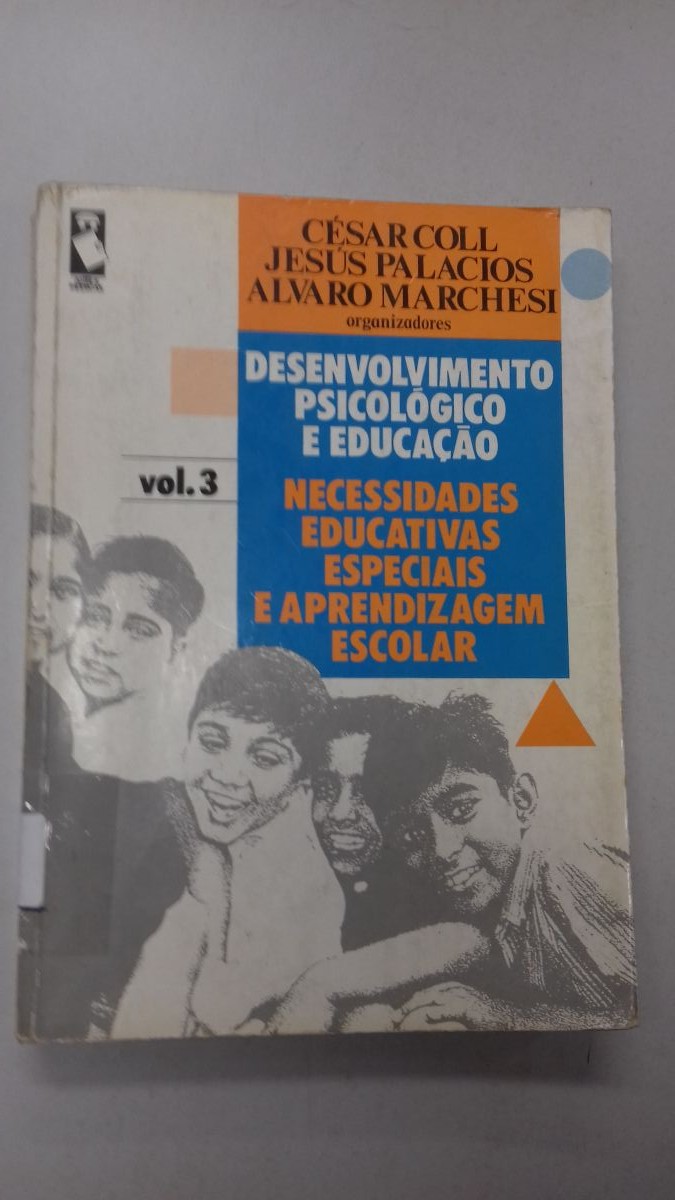 CÉSAR COLL
JESÚS PALACIOS
ALVARO MARCHESI
organizadores
DESENVOLVIMENTO
PSICOLÓGICO
E EDUCAÇÃO
vol.3
NECESSIDADES
EDUCATIVAS
ESPECIAIS
E APRENDIZAGEM
ESCOLAR